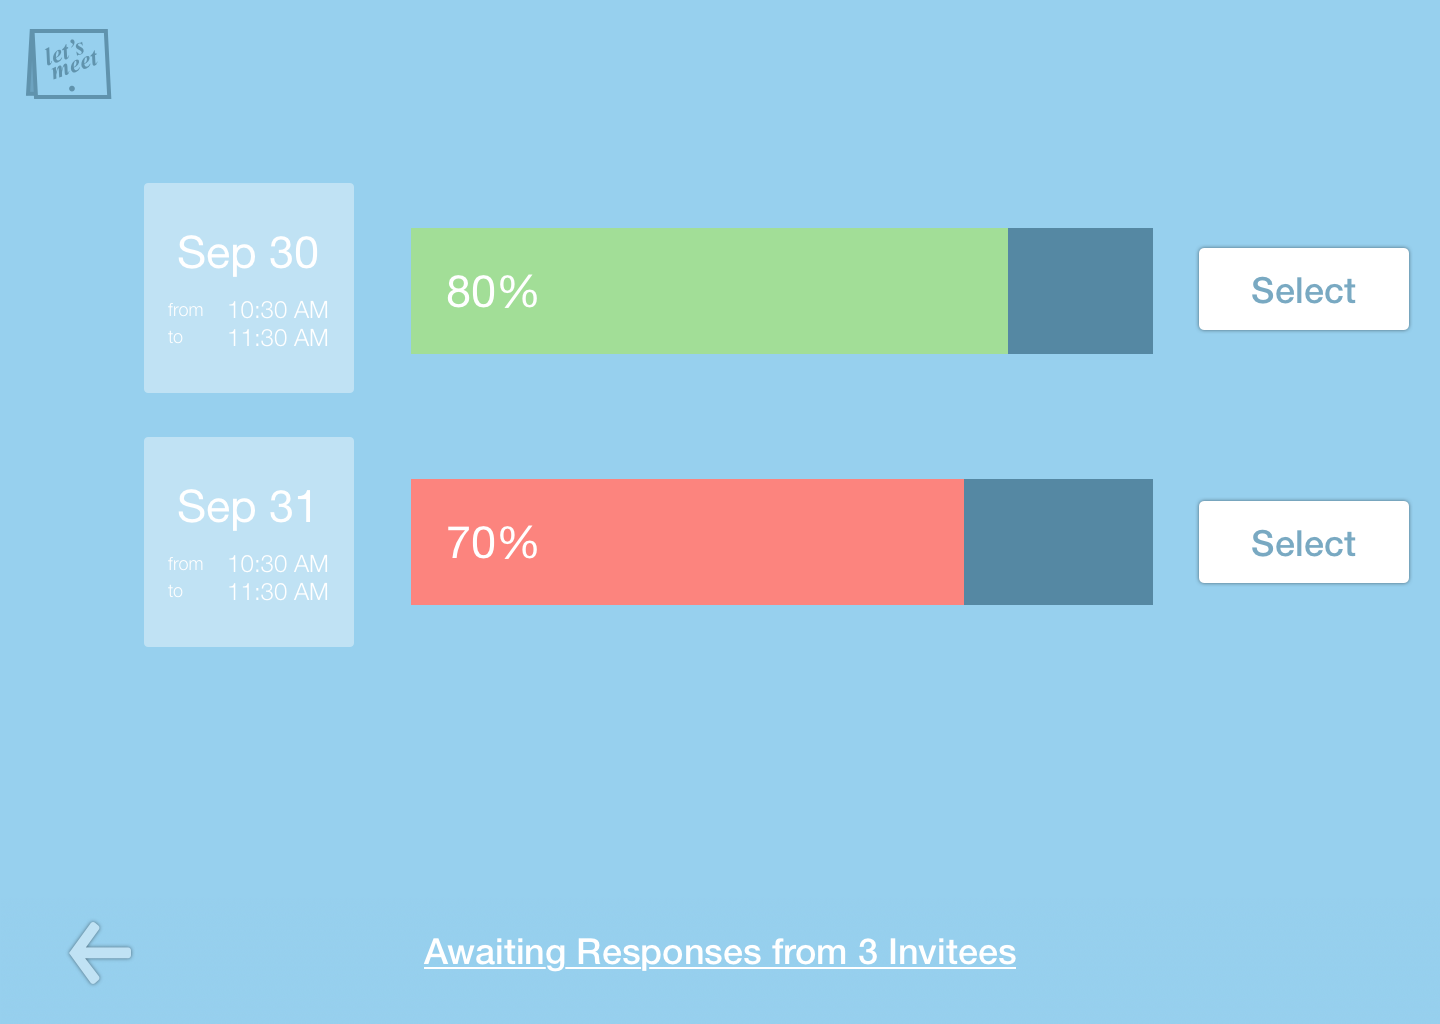 let's
meet
Sep 30
from 10:30 AM
to 11:30 AM
80%
Select
Sep 31
from 10:30 AM
to 11:30 AM
70%
Select
Awaiting Responses from 3 Invitees